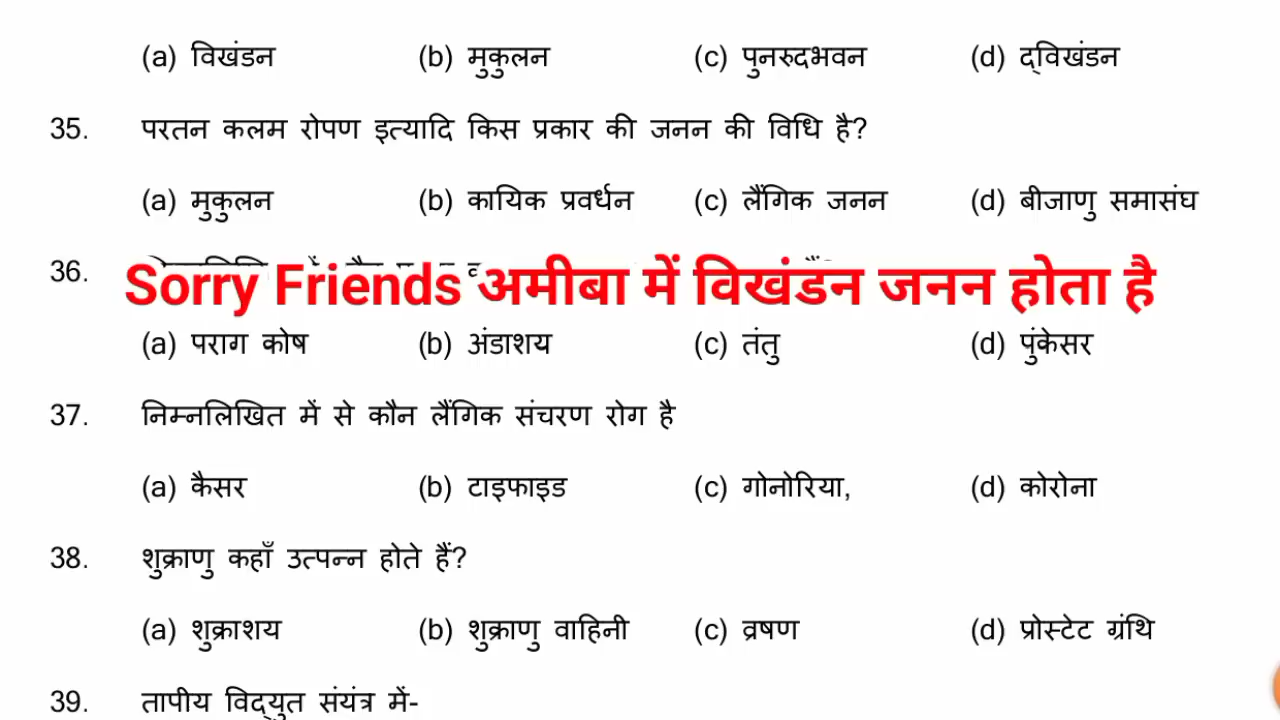 (a) विखंडन (b) मुकुलन (c) पुनरुदभवन (d) द्विखंडन
35. परतन कलम रोपण इत्यादि किस प्रकार की जनन की विधि है?
(a) मुकुलन (b) कायिक प्रवर्धन (c) लैंगिक जनन (d) बीजाणु समासंघ
36.
Sorry Friends अमीबा में विखंडन जनन होता है
(a) पराग कोष (b) अंडाशय (c) तंतु (d) पुंकेसर
37. निम्नलिखित में से कौन लैंगिक संचरण रोग है
(a) कैसर (b) टाइफाइड (c) गोनोरिया, (d) कोरोना
38. शुक्राणु कहाँ उत्पन्न होते हैं?
(a) शुक्राशय (b) शुक्राणु वाहिनी (c) व्रषण (d) प्रोस्टेट ग्रंथि
39. तापीय विद्युत संयंत्र में-